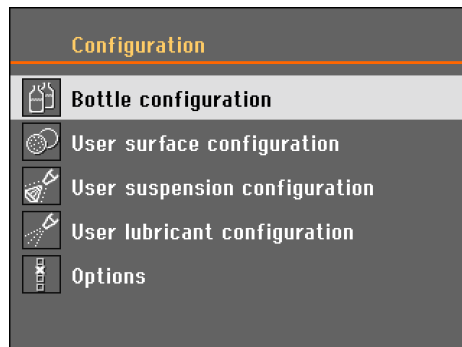 Configuration
Bottle configuration
User surface configuration
User suspension configuration
User lubricant configuration
Options